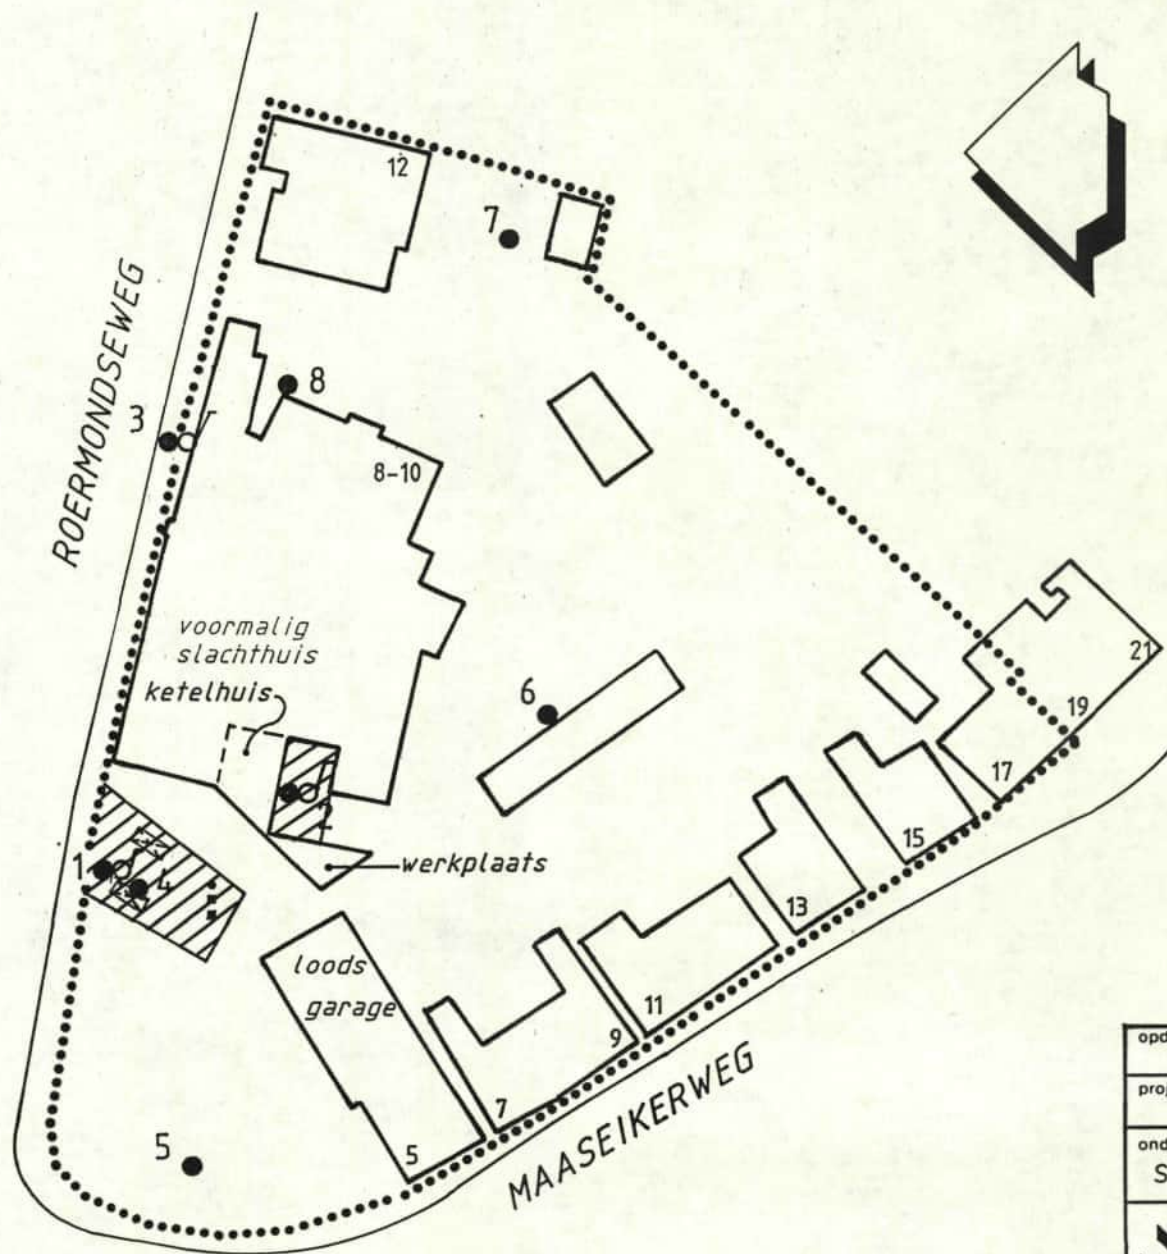 12
7
ROERMONDSEWEG
8
3
8-10
voormalig
slachthuis
ketelhuis
6
21
19
17
2
15
werkplaats
1
4
13
loods
garage
11
9
7
5
5
MAASEIKERWEG
S